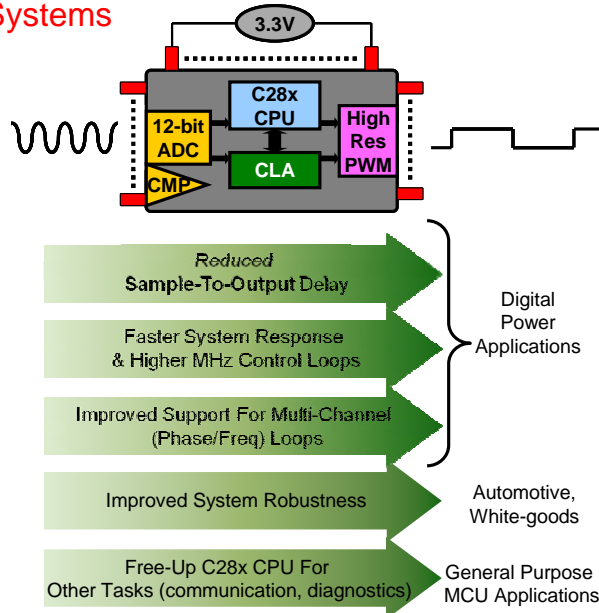 Systems
3.3V
C28x
CPU
12-bit
ADC
High
Res
PWM
CLA
CMP
Reduced
Sample-To-Output Delay
Faster System Response
& Higher MHz Control Loops
Improved Support For Multi-Channel
(Phase/Freq) Loops
Digital
Power
Applications
Improved System Robustness
Automotive,
White-goods
Free-Up C28x CPU For
Other Tasks (communication, diagnostics)
General Purpose
MCU Applications